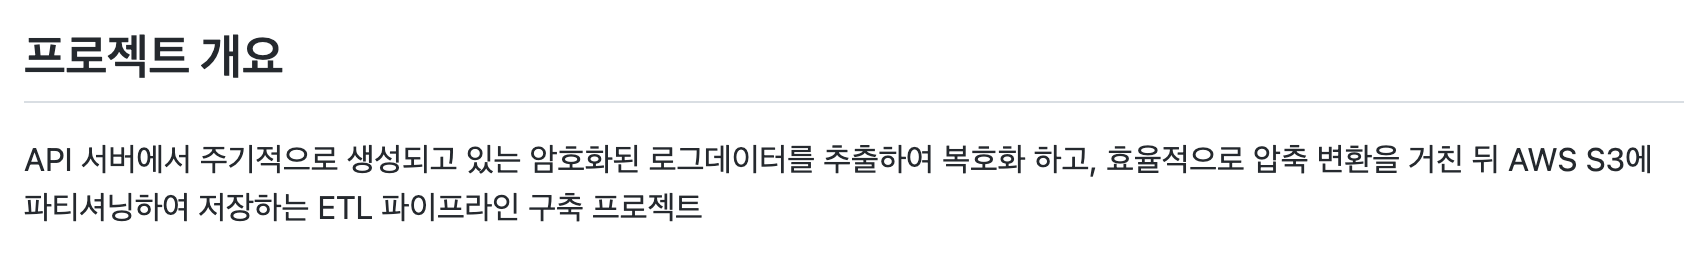 프로젝트 개요
API 서버에서 주기적으로 생성되고 있는 암호화된 로그데이터를 추출하여 복호화 하고, 효율적으로 압축 변환을 거친 뒤 AWS S3에
파티셔닝하여 저장하는 ETL 파이프라인 구축 프로젝트